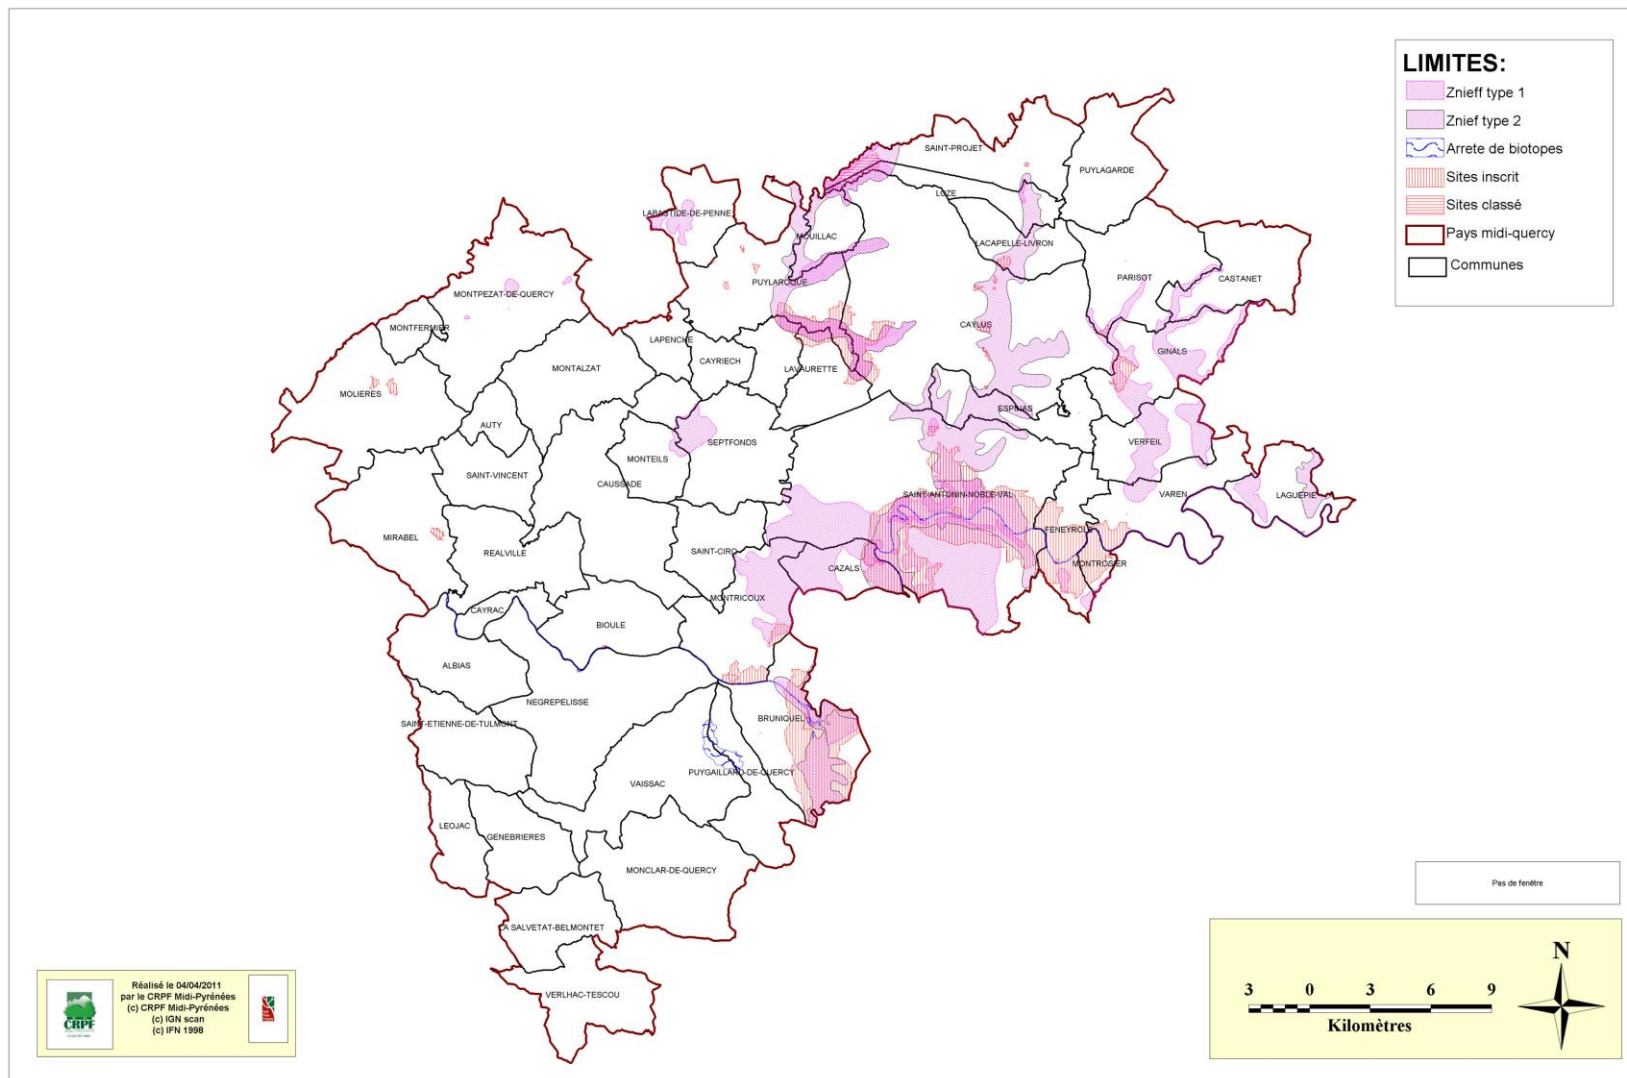 LIMITES:
Znieff type 1
Znief type 2
Arrete de biotopes
Sites inscrit
Sites classé
Pays midi-quercy
Communes
SAINT-PROJET
PUYLAGARDE
LOZE
LABASTIDE-DE-PENNE
MOUILLAC
LACAPELLE-LIVRON
PARISOT
CASTANET
PUYLAROQUE
MONTPEZAT-DE-QUERCY
MONTFERMIER
CAYLUS
LAPENCHE
CAYRIECH
GINALS
MONTALZAT
LAVAURETTE
MOLIERES
ESPINAS
AUTY
SEPTFONDS
VERFEIL
MONTEILS
SAINT-VINCENT
CAUSSADE
SAINT-ANTONIN-NOBLE-VAL
VAREN
LAGUEPIE
FENEYROLS
MIRABEL
REALVILLE
SAINT-CIRQ
CAZALS
MONTROSIER
MONTRICOUX
CAYRAC
BIOULE
ALBIAS
NEGREPELISSE
BRUNIQUEL
SAINT-ETIENNE-DE-TULMONT
PUYGAILLARD-DE-QUERCY
VAISSAC
LEOJAC
GENEBRIERES
MONCLAR-DE-QUERCY
LA SALVETAT-BELMONTET
VERLHAC-TESCOU
Pas de fenêtre
N
3 0 3 6 9
Kilomètres
Réalisé le 04/04/2011
par le CRPF Midi-Pyrénées
(c) CRPF Midi-Pyrénées
(c) IGN scan
(c) IFN 1998
CRPF